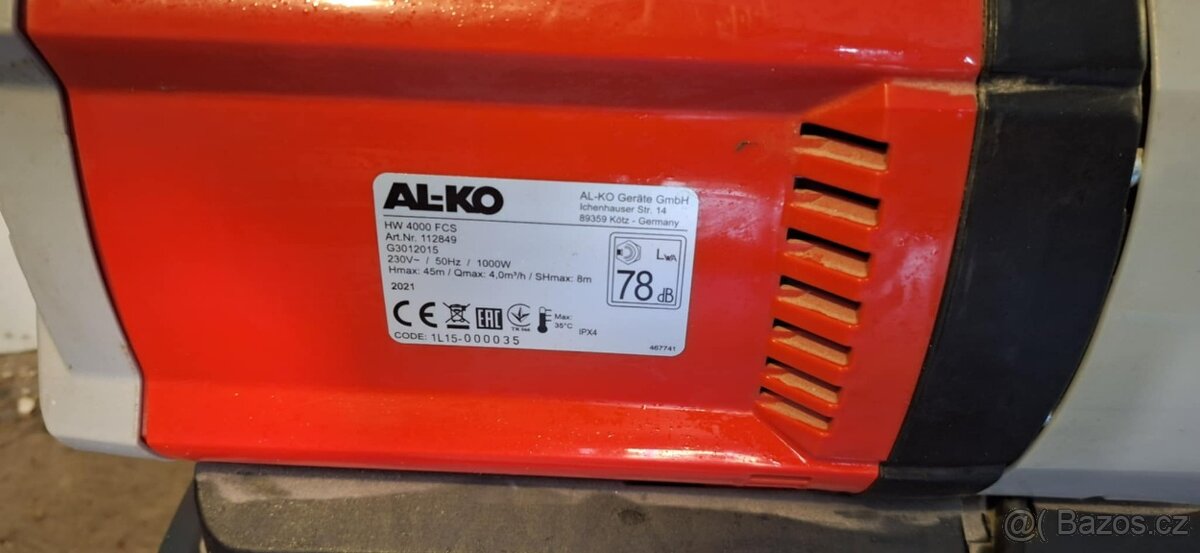 AL-KO
AL-KO Geräte GmbH
Ichenhauser Str. 14
89359 Kötz - Germany
HW 4000 FCS
Art.Nr. 112849
G3012015
230V~ / 50Hz / 1000W
Hmax: 45m / Qmax: 4,0m³/h / SHmax: 8m
2021
LWA
78 dB
CE
EAC
Max:
35°C
IPX4
CODE: 1L15-000035
467741
@( Bazos.cz